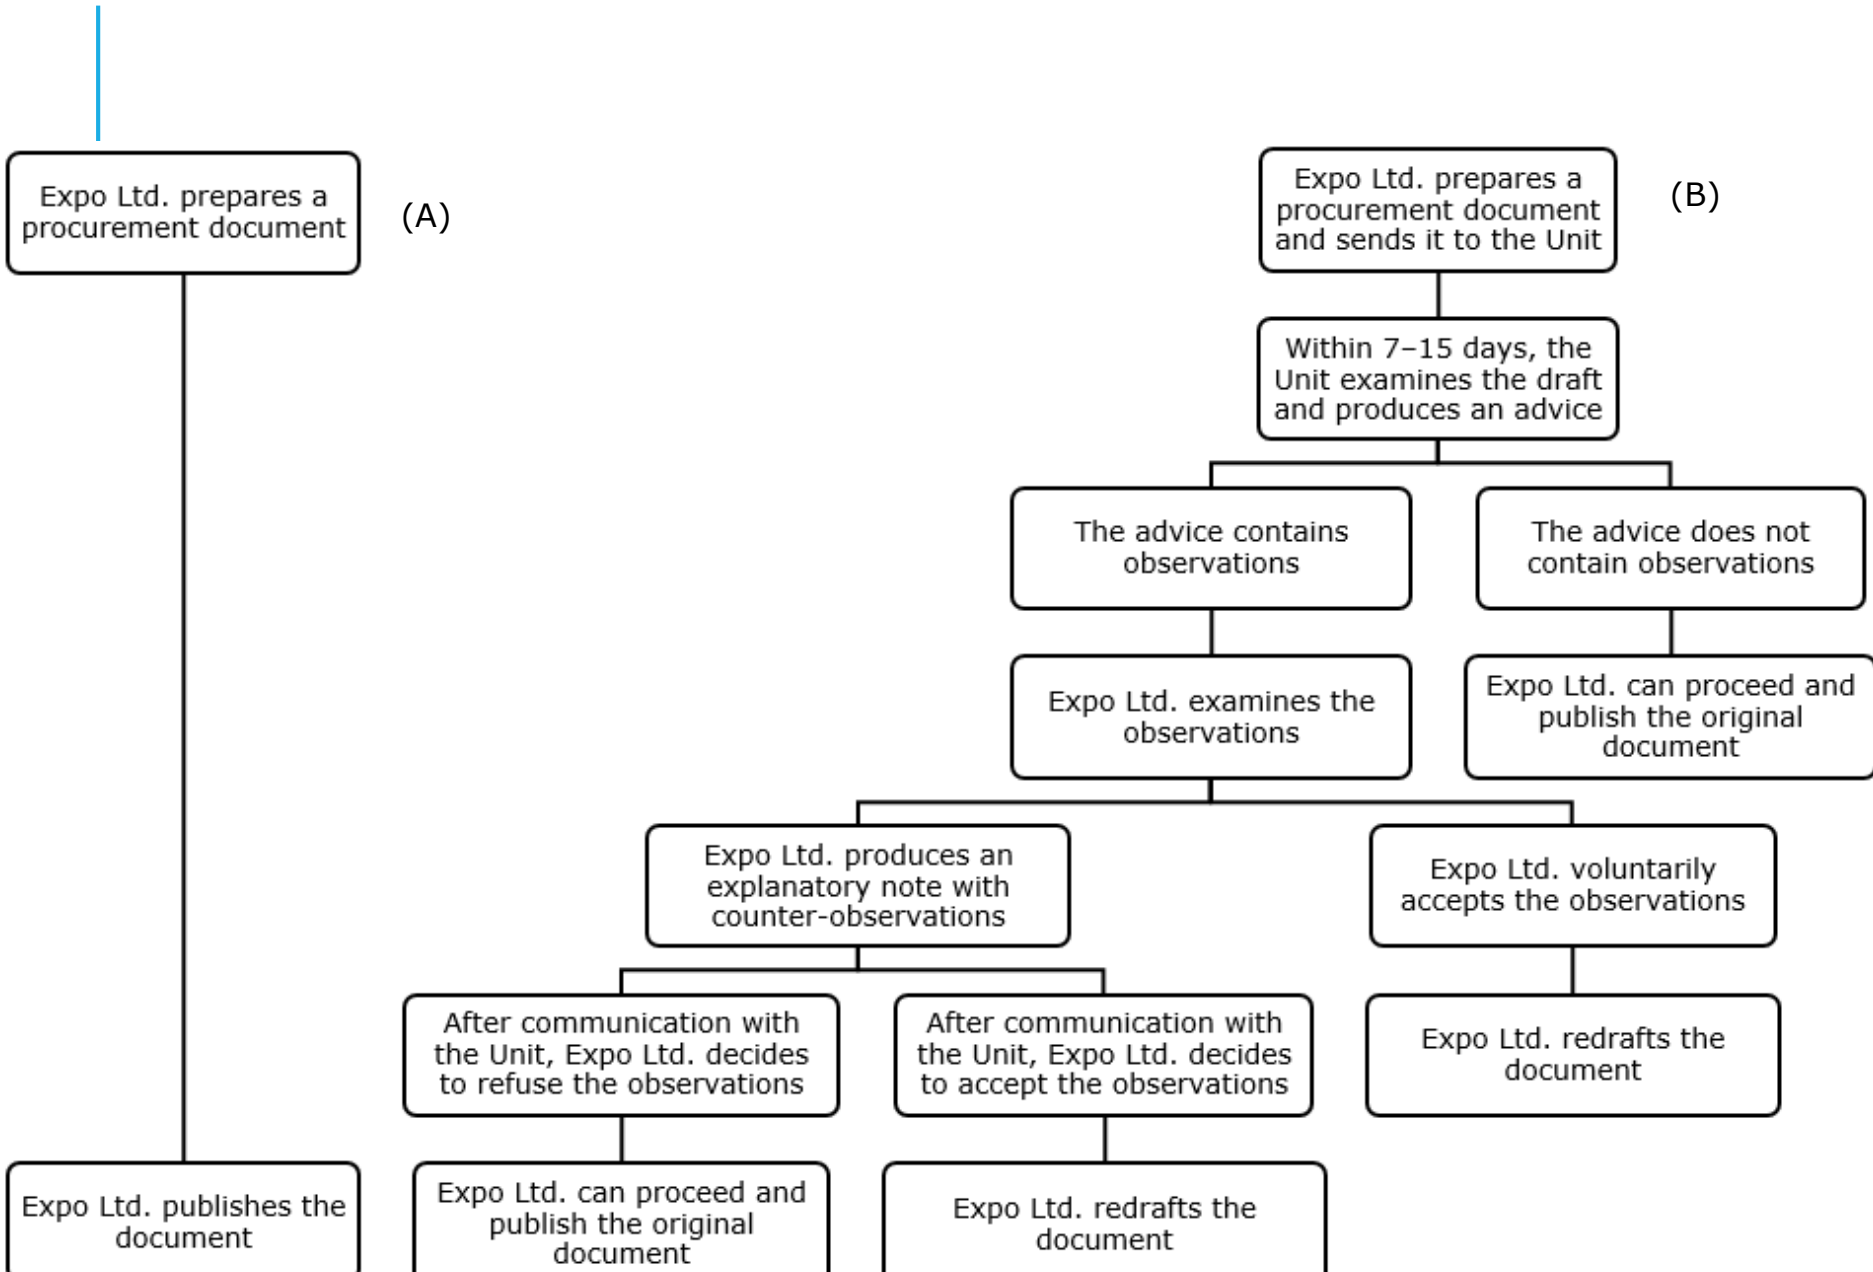 Expo Ltd. prepares a
procurement document
(A)
Expo Ltd. publishes the
document
Expo Ltd. prepares a
procurement document
and sends it to the Unit
(B)
Within 7–15 days, the
Unit examines the draft
and produces an advice
The advice contains
observations
The advice does not
contain observations
Expo Ltd. examines the
observations
Expo Ltd. can proceed and
publish the original
document
Expo Ltd. produces an
explanatory note with
counter-observations
Expo Ltd. voluntarily
accepts the observations
After communication with
the Unit, Expo Ltd. decides
to refuse the observations
After communication with
the Unit, Expo Ltd. decides
to accept the observations
Expo Ltd. redrafts the
document
Expo Ltd. can proceed and
publish the original
document
Expo Ltd. redrafts the
document